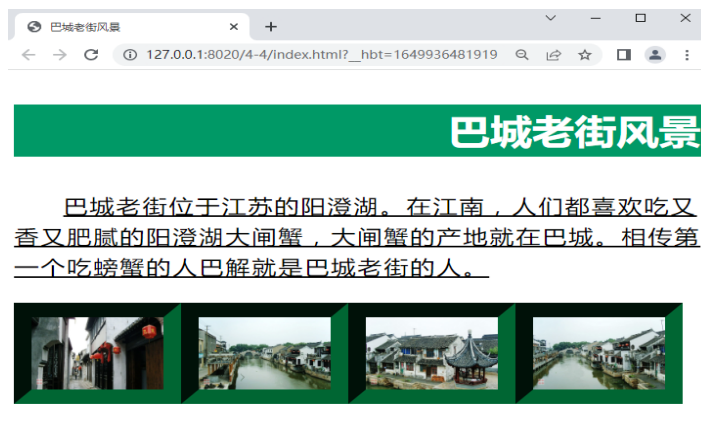 巴城老街风景
127.0.0.1:8020/4-4/index.html?__hbt=1649936481919
巴城老街风景
巴城老街位于江苏的阳澄湖。在江南，人们都喜欢吃又
香又肥腻的阳澄湖大闸蟹，大闸蟹的产地就在巴城。相传第
一个吃螃蟹的人巴解就是巴城老街的人。